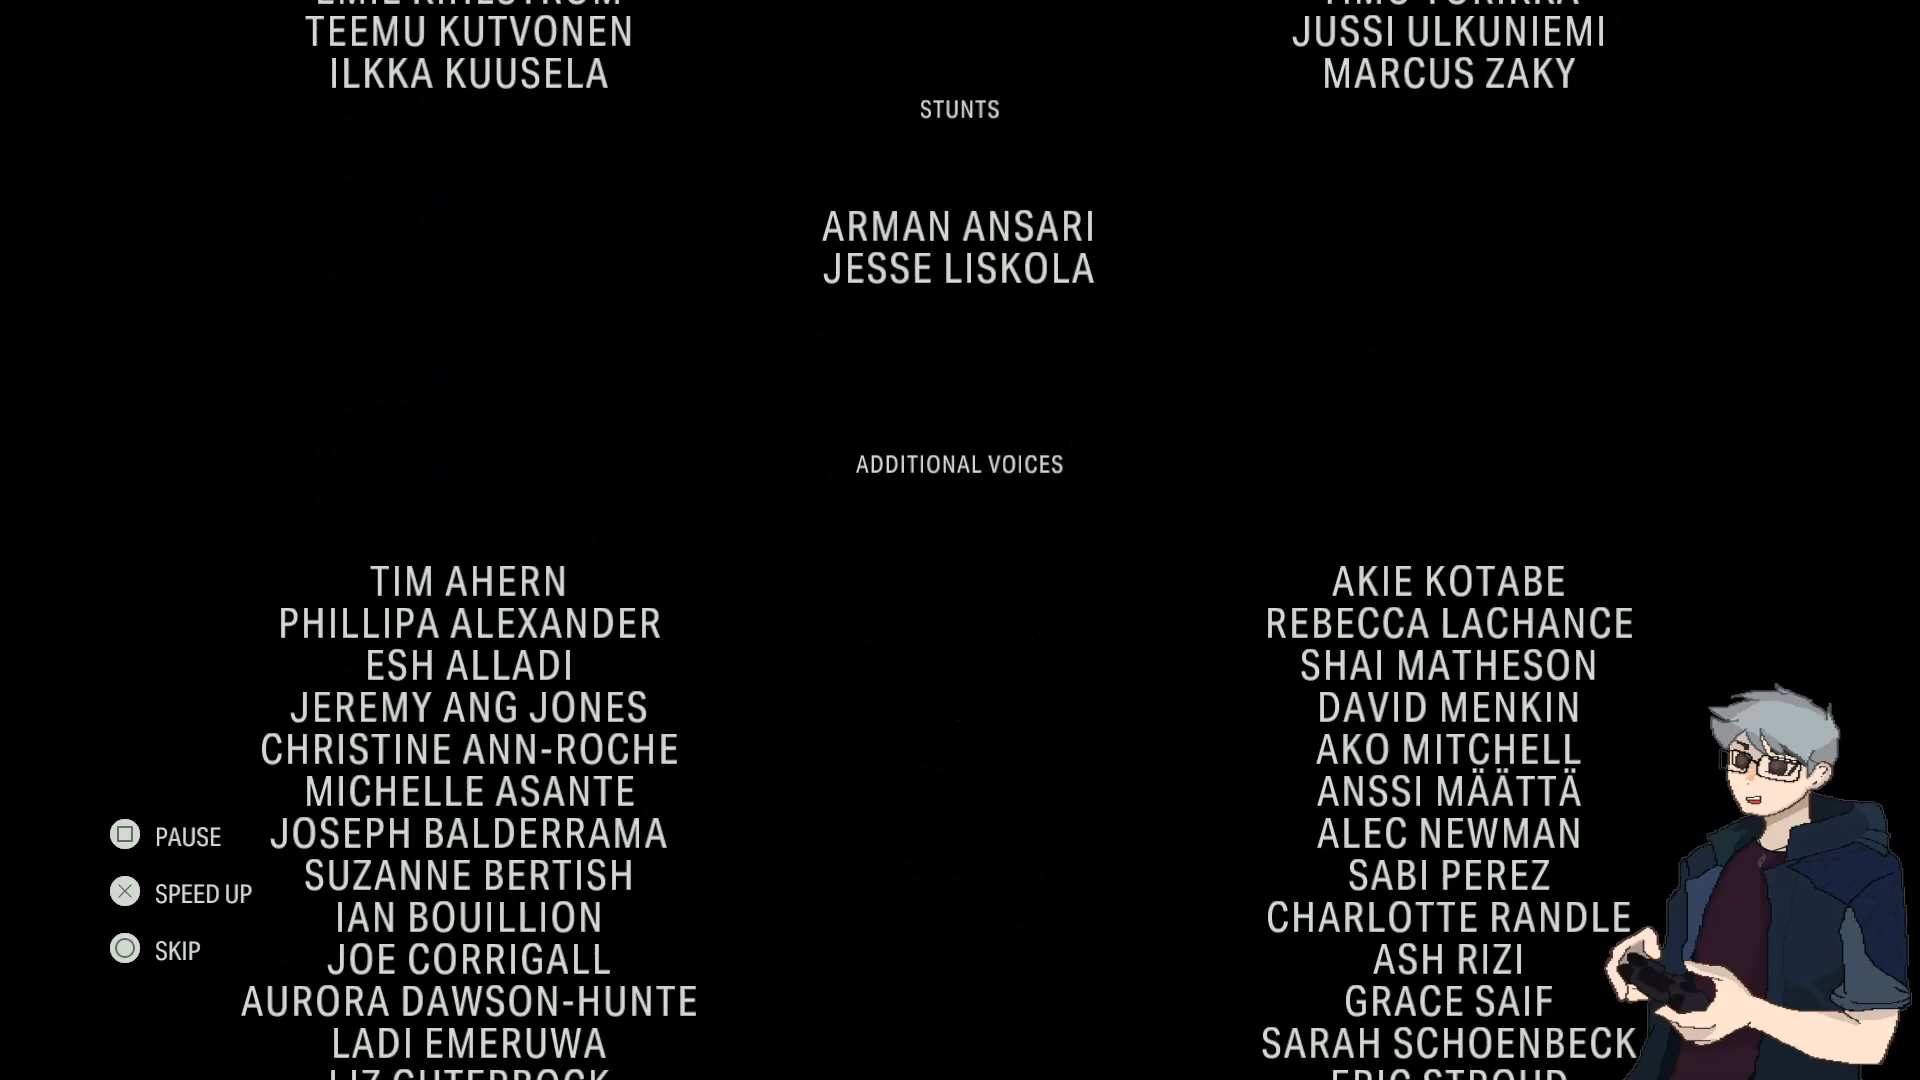 TEEMU KUTVONEN
ILKKA KUUSELA
JUSSI ULKUNIEMI
MARCUS ZAKY
STUNTS
ARMAN ANSARI
JESSE LISKOLA
ADDITIONAL VOICES
TIM AHERN
PHILLIPA ALEXANDER
ESH ALLADI
JEREMY ANG JONES
CHRISTINE ANN-ROCHE
MICHELLE ASANTE
JOSEPH BALDERRAMA
SUZANNE BERTISH
IAN BOUILLION
JOE CORRIGALL
AURORA DAWSON-HUNTE
LADI EMERUWA
AKIE KOTABE
REBECCA LACHANCE
SHAI MATHESON
DAVID MENKIN
AKO MITCHELL
ANSSI MÄÄTTÄ
ALEC NEWMAN
SABI PEREZ
CHARLOTTE RANDLE
ASH RIZI
GRACE SAIF
SARAH SCHOENBECK
PAUSE
SPEED UP
SKIP